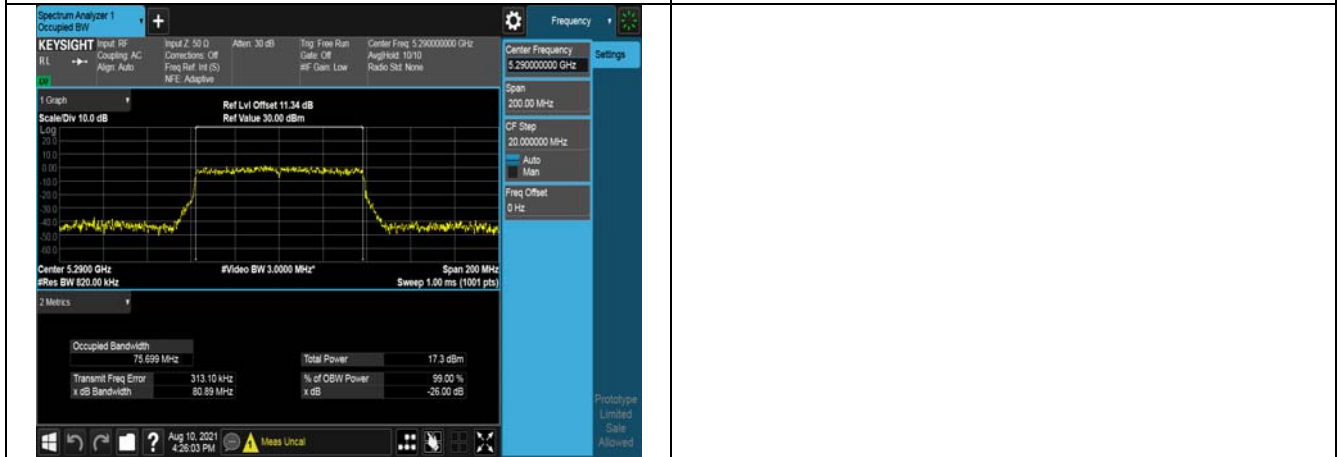 Spectrum Analyzer 1
Occupied BW
Frequency
KEYSIGHT
RL
Input: RF
Coupling: AC
Align: Auto
Input Z: 50 Ω
Corrections: Off
Freq Ref: Int (S)
NFE: Adaptive
Atten: 30 dB
Trig: Free Run
Gate: Off
#IF Gain: Low
Center Freq: 5.290000000 GHz
Avg|Hold: 10/10
Radio Std: None
Center Frequency
5.290000000 GHz
Settings
Span
200.00 MHz
CF Step
20.000000 MHz
Auto
Man
Freq Offset
0 Hz
1 Graph
Scale/Div 10.0 dB
Ref Lvl Offset 11.34 dB
Ref Value 30.00 dBm
Log
20.0
10.0
0.00
-10.0
-20.0
-30.0
-40.0
-50.0
-60.0
Center 5.2900 GHz
#Video BW 3.0000 MHz*
Span 200 MHz
#Res BW 820.00 kHz
Sweep 1.00 ms (1001 pts)
2 Metrics
Occupied Bandwidth
75.699 MHz
Total Power 17.3 dBm
Transmit Freq Error 313.10 kHz
% of OBW Power 99.00 %
x dB Bandwidth 80.89 MHz
x dB -26.00 dB
Prototype
Limited
Sale
Allowed
?
Aug 10, 2021
4:26:03 PM
Meas Uncal